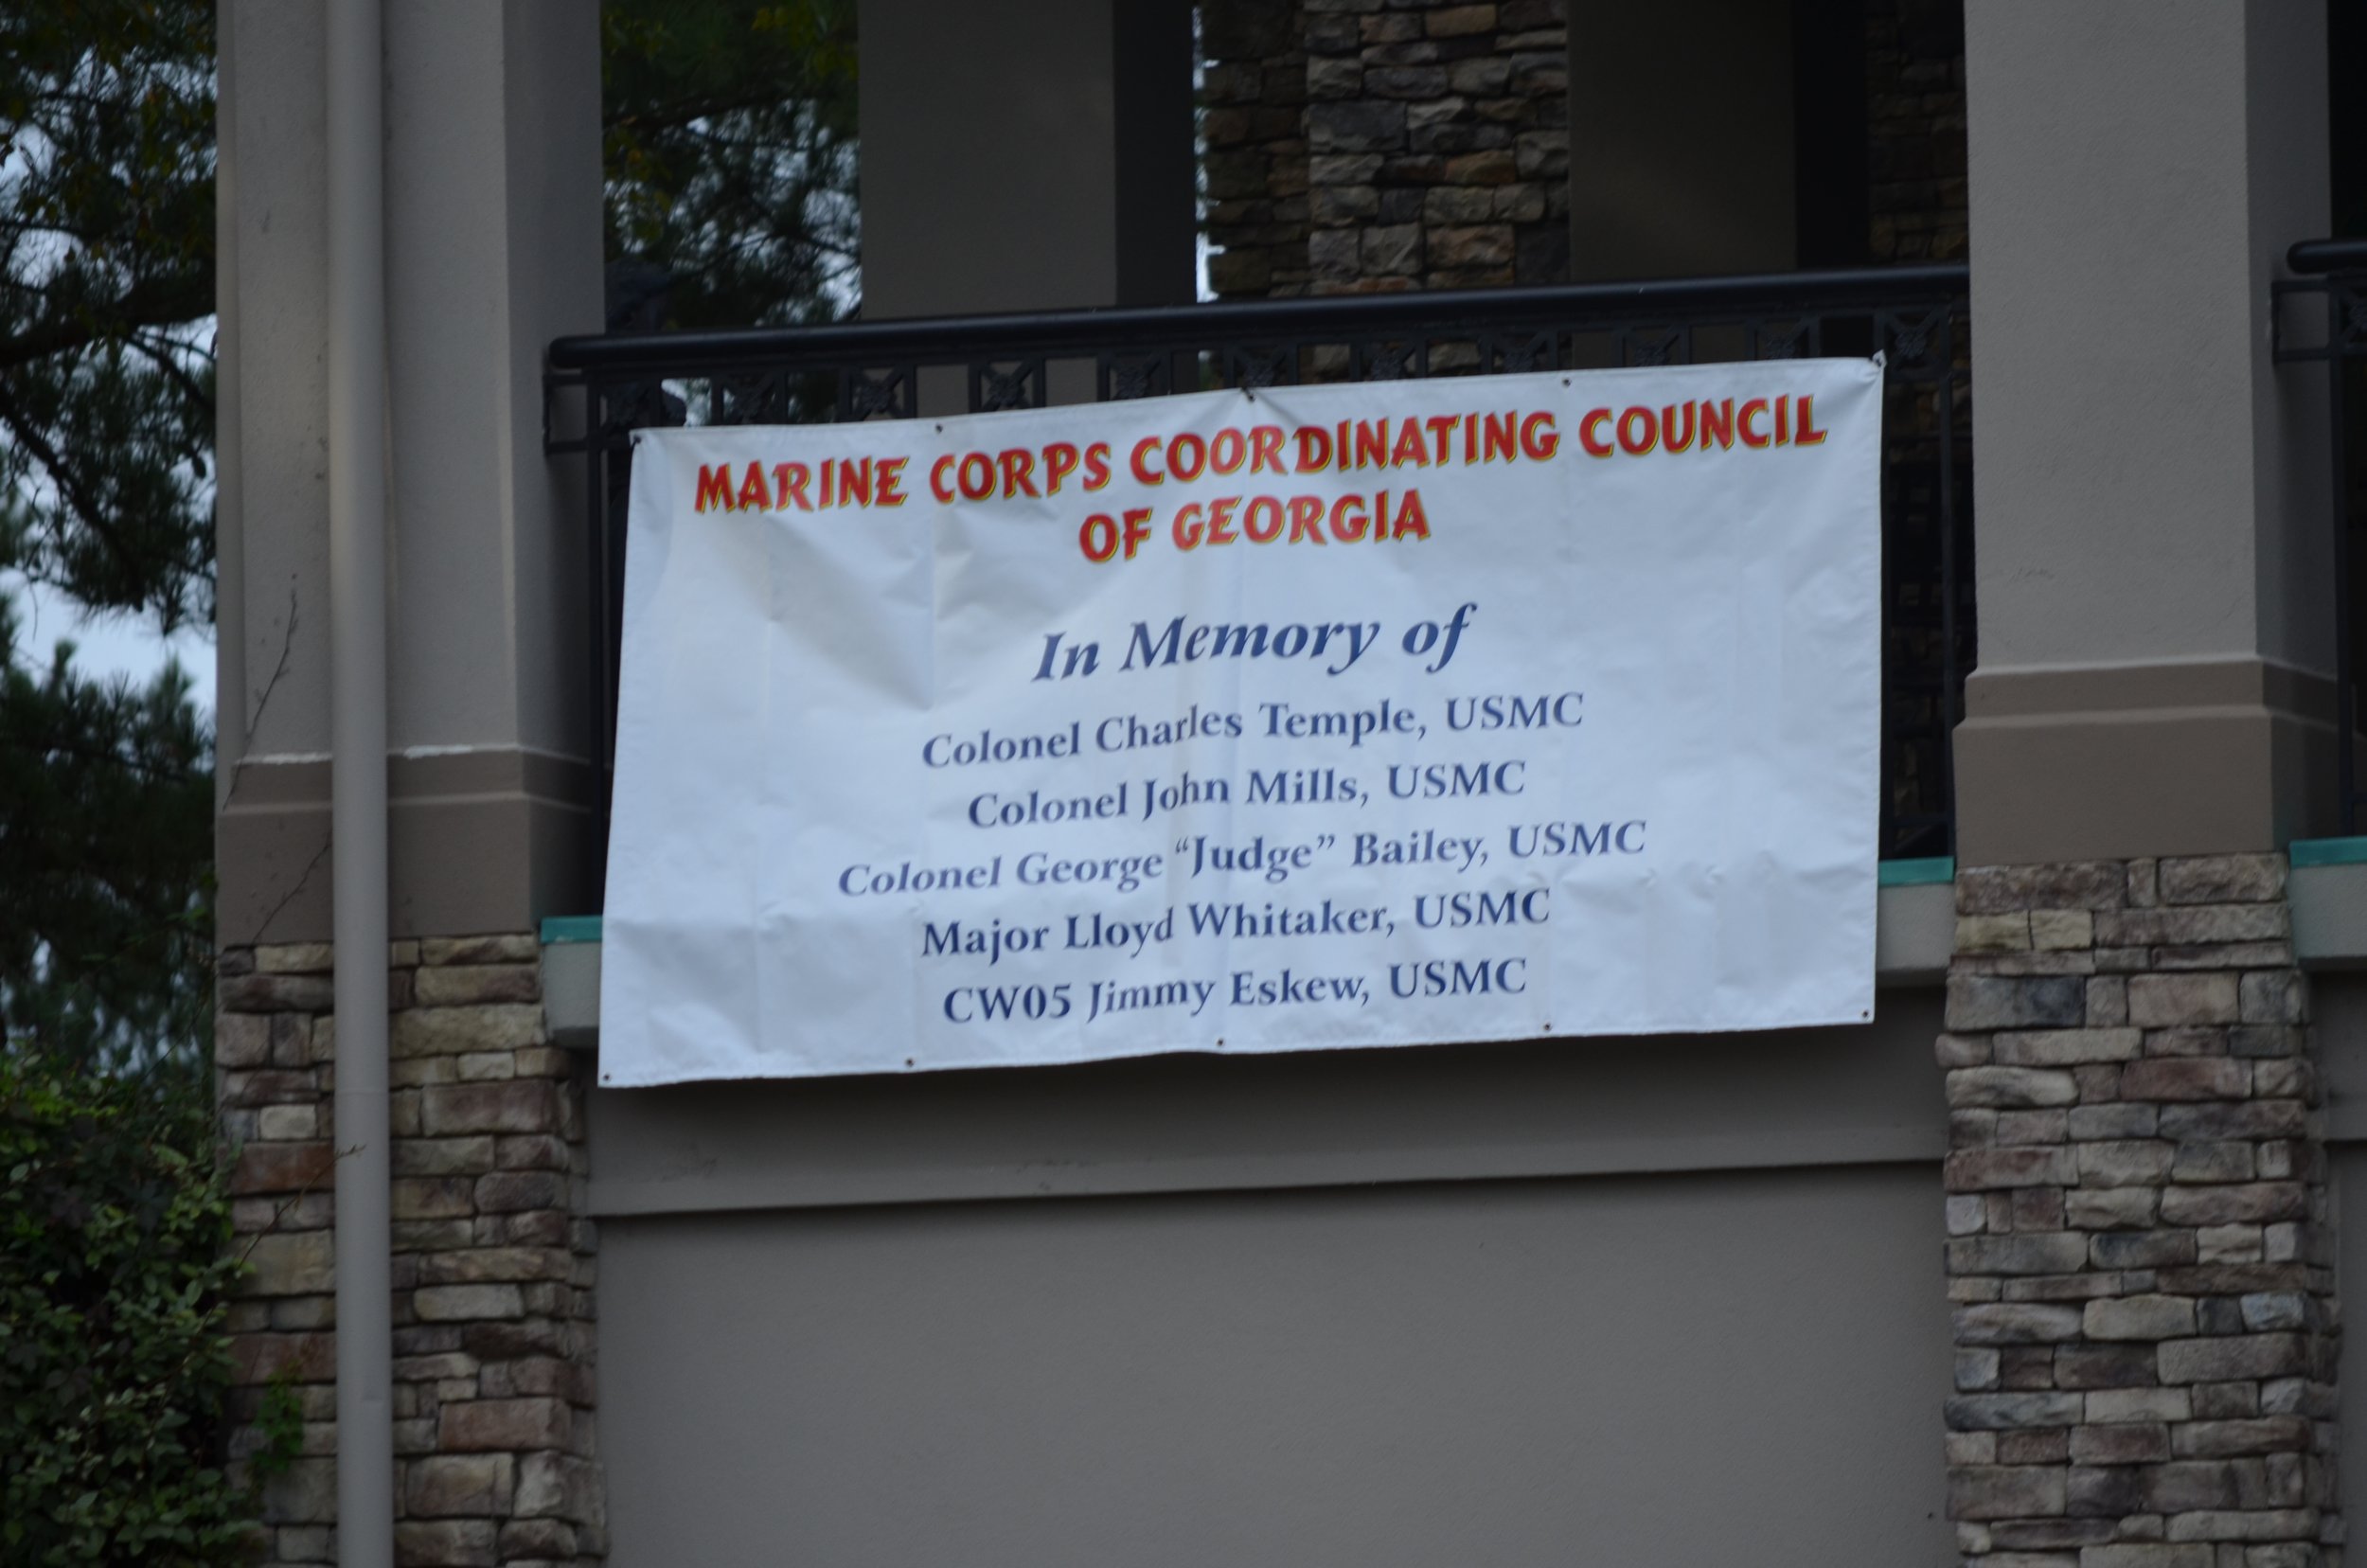 MARINE CORPS COORDINATING COUNCIL
OF GEORGIA
In Memory of
Colonel Charles Temple, USMC
Colonel John Mills, USMC
Colonel George “Judge” Bailey, USMC
Major Lloyd Whitaker, USMC
CW05 Jimmy Eskew, USMC